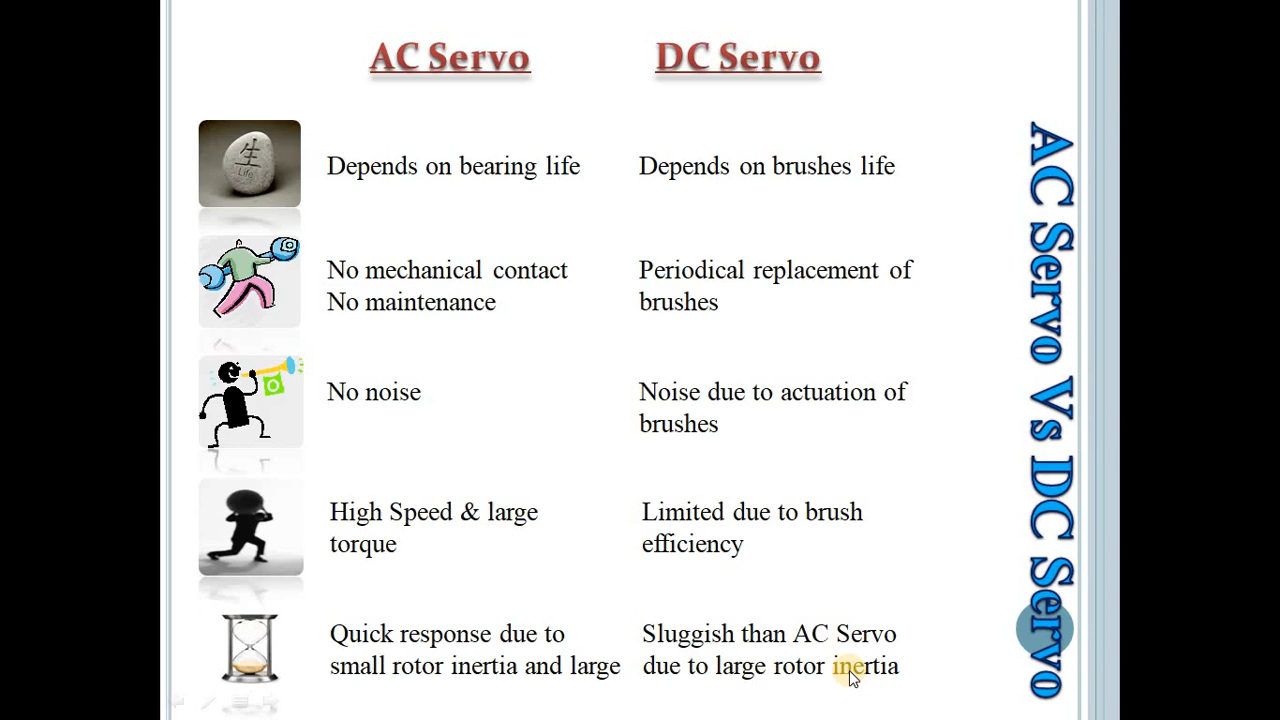 AC Servo
DC Servo
生
Life
Depends on bearing life
Depends on brushes life
No mechanical contact
No maintenance
Periodical replacement of
brushes
No noise
Noise due to actuation of
brushes
High Speed & large
torque
Limited due to brush
efficiency
Quick response due to
small rotor inertia and large
Sluggish than AC Servo
due to large rotor inertia
AC Servo Vs DC Servo